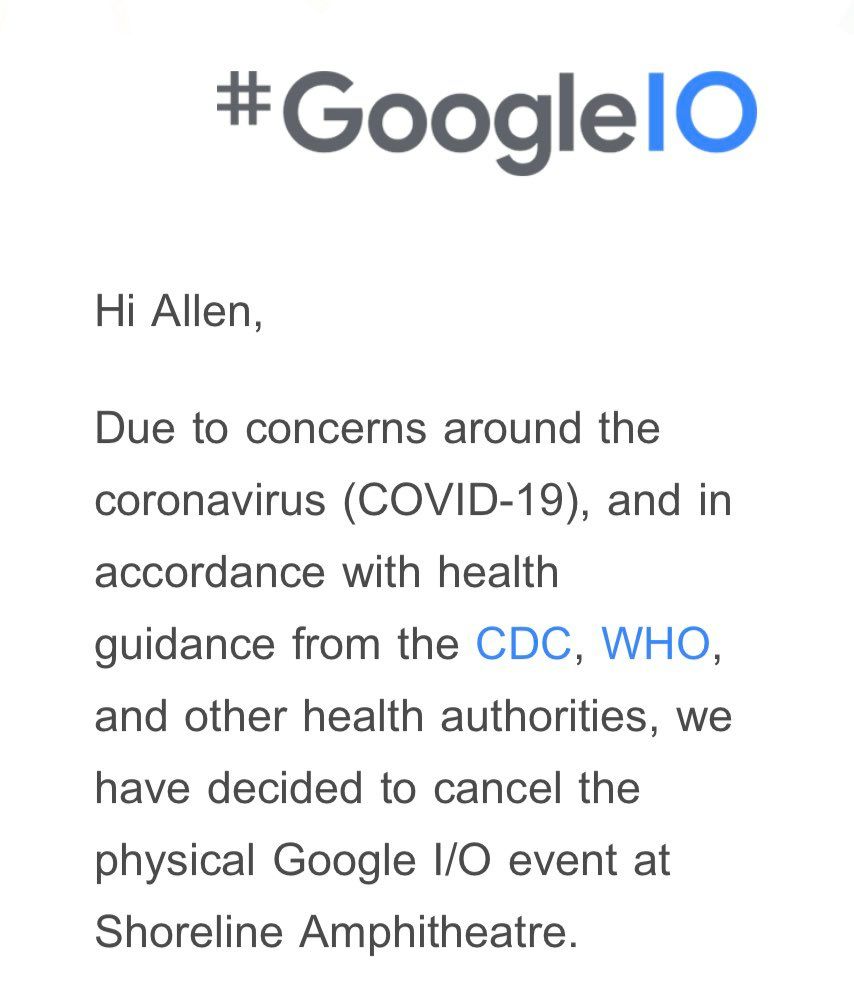 #GoogleIO
Hi Allen,
Due to concerns around the
coronavirus (COVID-19), and in
accordance with health
guidance from the CDC, WHO,
and other health authorities, we
have decided to cancel the
physical Google I/O event at
Shoreline Amphitheatre.